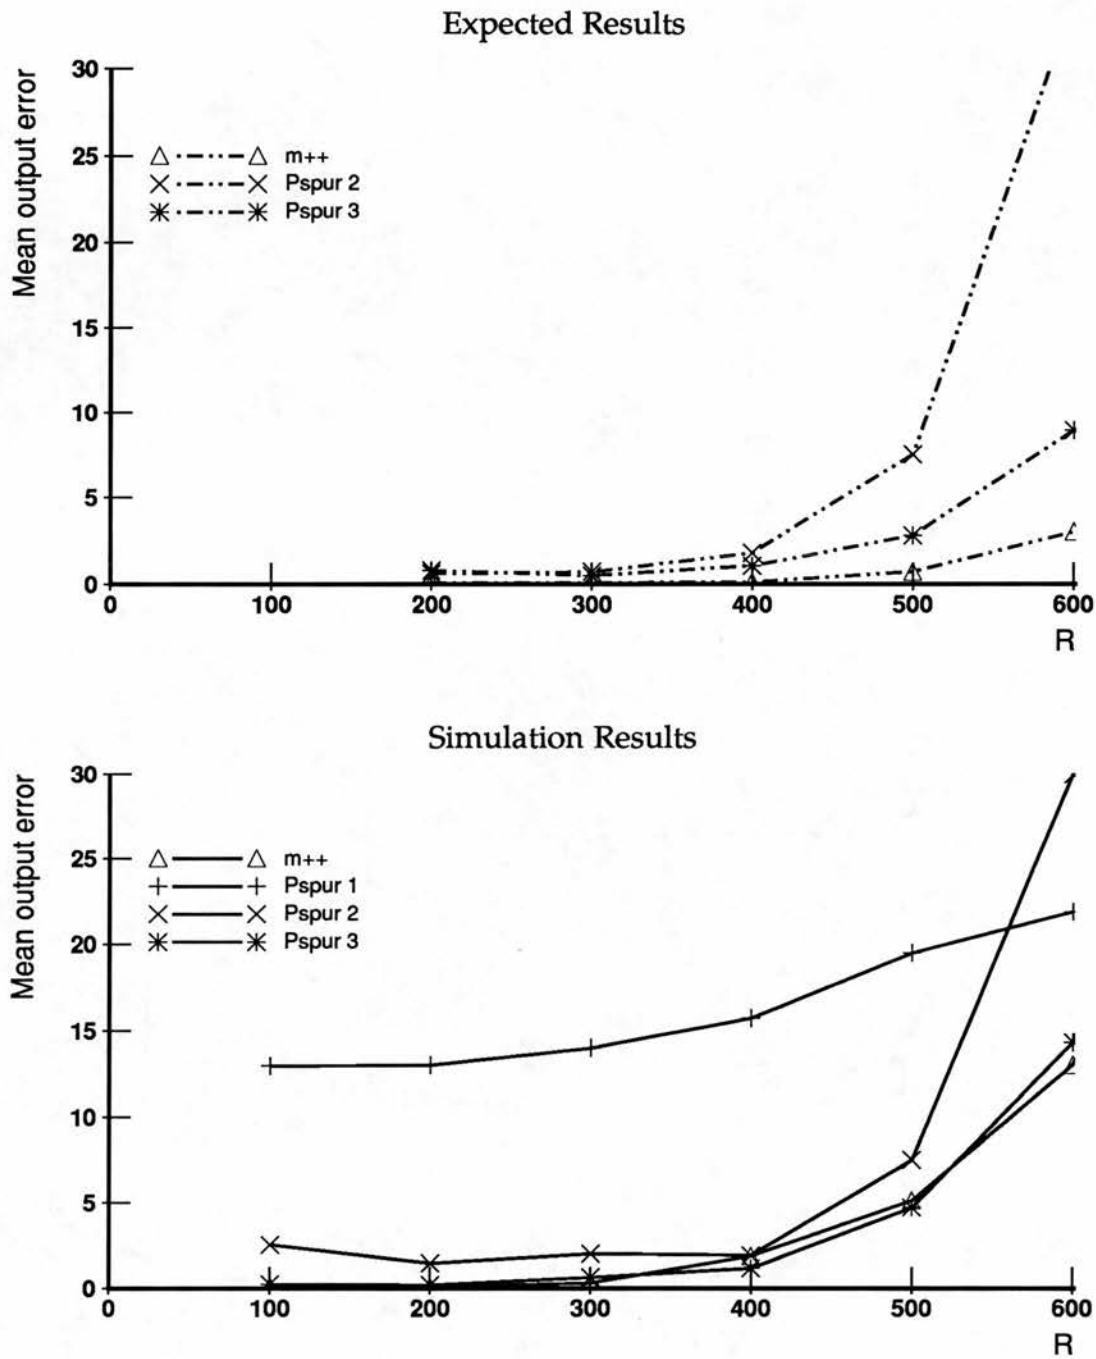 Expected Results
Mean output error
30
25
20
15
10
5
0
m++
Pspur 2
Pspur 3
0 100 200 300 400 500 600
R
Simulation Results
Mean output error
30
25
20
15
10
5
0
m++
Pspur 1
Pspur 2
Pspur 3
0 100 200 300 400 500 600
R